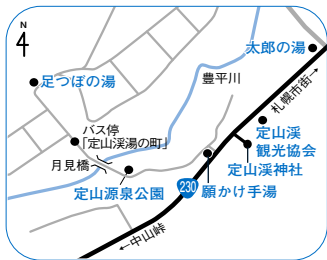 N
4
太郎の湯
豊平川
札幌市街→
足つぼの湯
バス停
「定山渓湯の町」
月見橋
定山渓
観光協会
定山渓神社
定山源泉公園
230
願かけ手湯
←中山峠